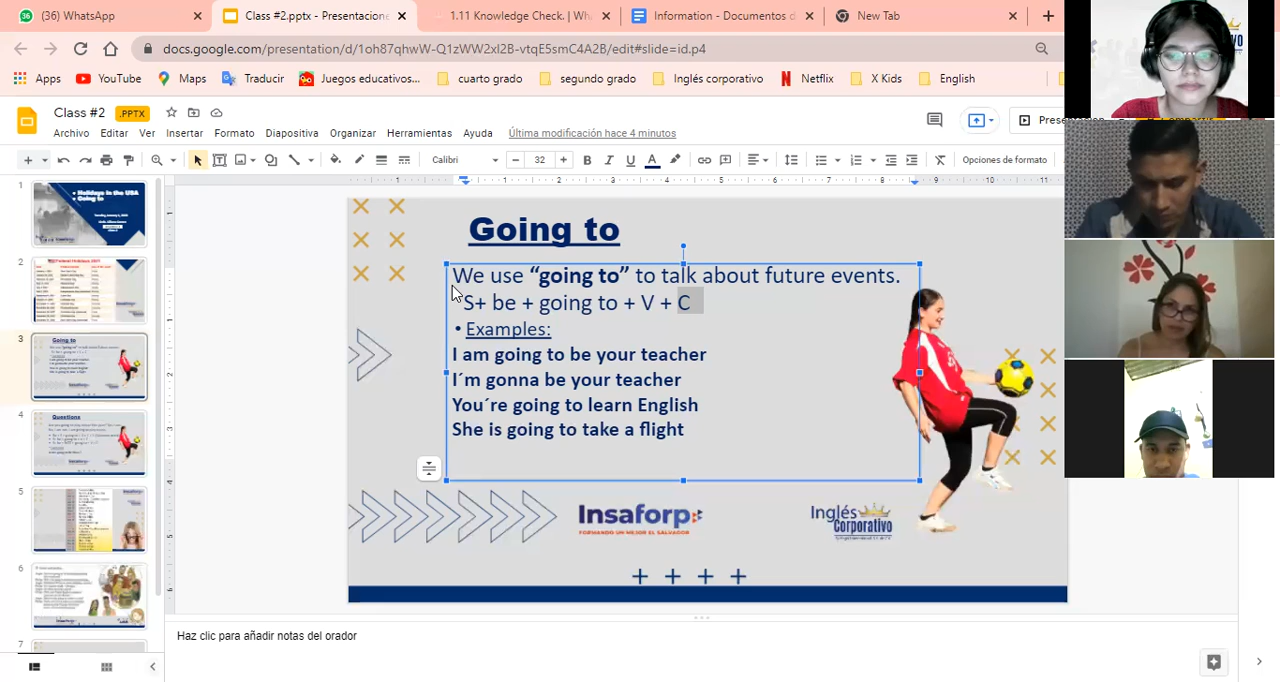 (36) WhatsApp
Class #2.pptx - Presentacione
1.11 Knowledge Check. | Wh
Information - Documentos d
New Tab
docs.google.com/presentation/d/1oh87qhwW-Q1zWW2xl2B-vtqE5smC4A2B/edit#slide=id.p4
Apps
YouTube
Maps
Traducir
Juegos educativos...
cuarto grado
segundo grado
Inglés corporativo
Netflix
X Kids
English
Class #2
.PPTX
Archivo Editar Ver Insertar Formato Diapositiva Organizar Herramientas Ayuda Última modificación hace 4 minutos
Calibri
32
Opciones de formato
Going to
We use “going to” to talk about future events.
S+ be + going to + V + C
• Examples:
I am going to be your teacher
I´m gonna be your teacher
You´re going to learn English
She is going to take a flight
Insaforp
FORMANDO UN MEJOR EL SALVADOR
Inglés
Corporativo
Haz clic para añadir notas del orador